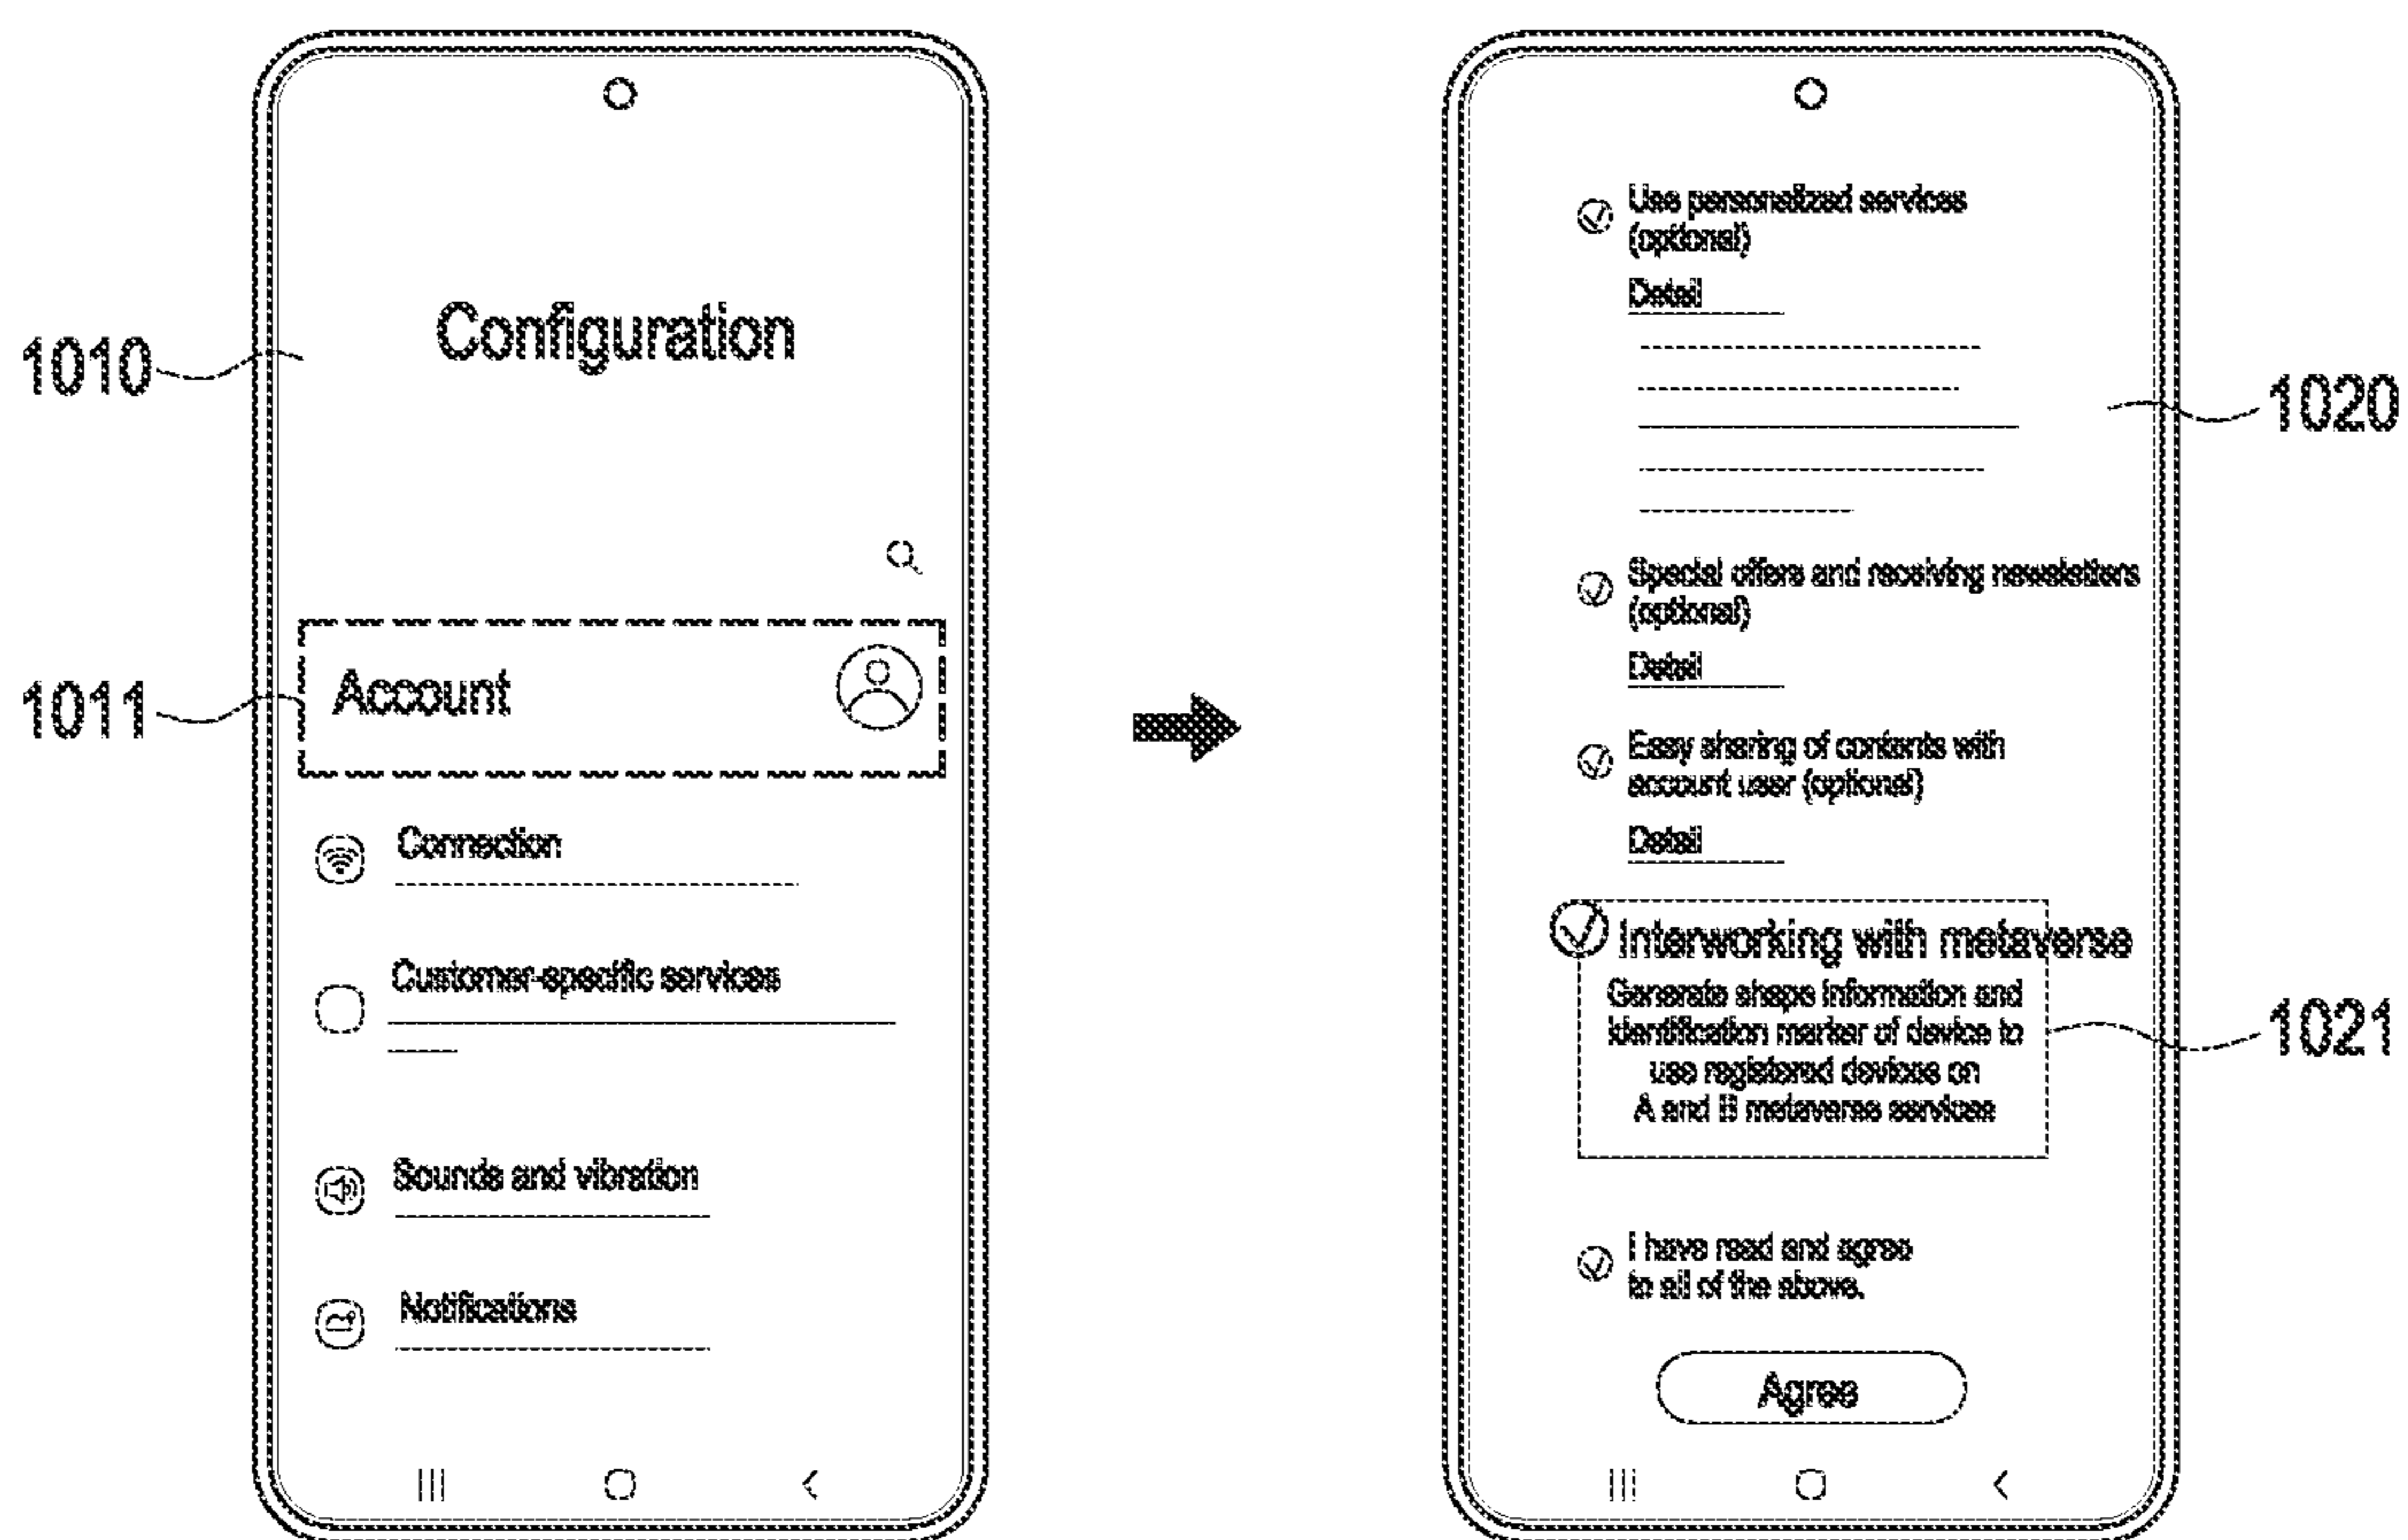 1010
Configuration
1011
Account
Connection
Customer-specific services
Sounds and vibration
Notifications
Use personalized services
(optional)
Detail
1020
Special offers and receiving newsletters
(optional)
Detail
Easy sharing of contents with
account user (optional)
Detail
Interworking with metaverse
Generate shape information and
identification marker of device to
use registered devices on
A and B metaverse services
1021
I have read and agree
to all of the above.
Agree